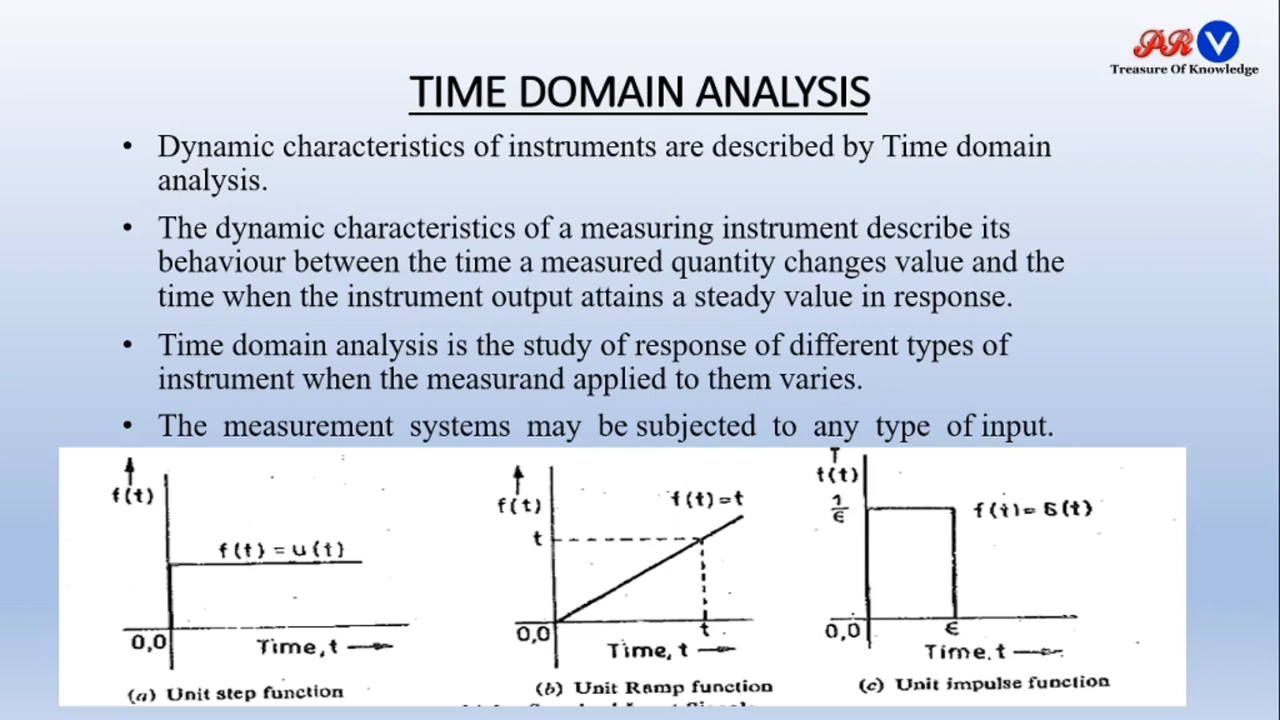 PR V
Treasure Of Knowledge
TIME DOMAIN ANALYSIS
• Dynamic characteristics of instruments are described by Time domain
analysis.
• The dynamic characteristics of a measuring instrument describe its
behaviour between the time a measured quantity changes value and the
time when the instrument output attains a steady value in response.
• Time domain analysis is the study of response of different types of
instrument when the measurand applied to them varies.
• The measurement systems may be subjected to any type of input.
f(t)
f(t) = u(t)
0,0
Time, t
(a) Unit step function
f(t)
f(t) = t
t
0,0
t
Time, t
(b) Unit Ramp function
f(t)
1/ϵ
f(t) = δ(t)
0,0
ϵ
Time. t
(c) Unit impulse function